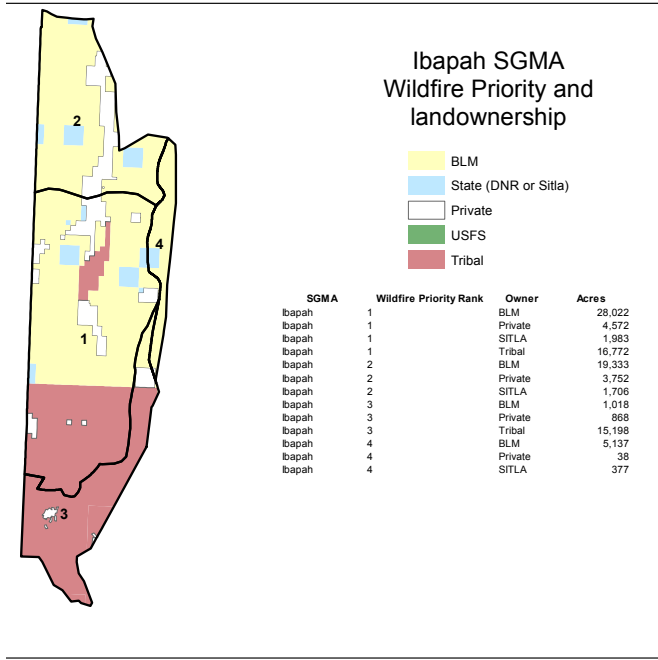 Ibapah SGMA
Wildfire Priority and
landownership
BLM
State (DNR or Sitla)
Private
USFS
Tribal
2
4
1
3
SGMA Wildfire Priority Rank Owner Acres
Ibapah 1 BLM 28,022
Ibapah 1 Private 4,572
Ibapah 1 SITLA 1,983
Ibapah 1 Tribal 16,772
Ibapah 2 BLM 19,333
Ibapah 2 Private 3,752
Ibapah 2 SITLA 1,706
Ibapah 3 BLM 1,018
Ibapah 3 Private 868
Ibapah 3 Tribal 15,198
Ibapah 4 BLM 5,137
Ibapah 4 Private 38
Ibapah 4 SITLA 377